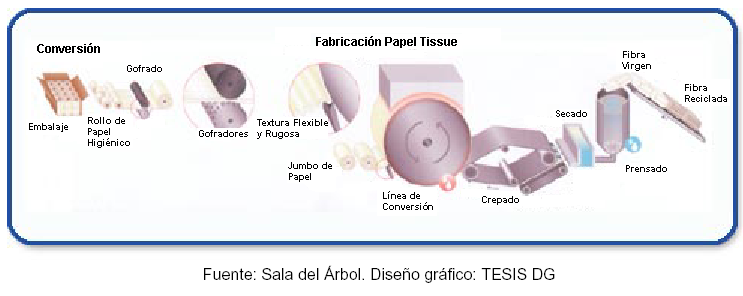 Conversión
Fabricación Papel Tissue
Gofrado
Embalaje
Rollo de
Papel
Higiénico
Gofradores
Textura Flexible
y Rugosa
Jumbo de
Papel
Línea de
Conversión
Crepado
Secado
Fibra
Virgen
Fibra
Reciclada
Prensado
Fuente: Sala del Árbol. Diseño gráfico: TESIS DG